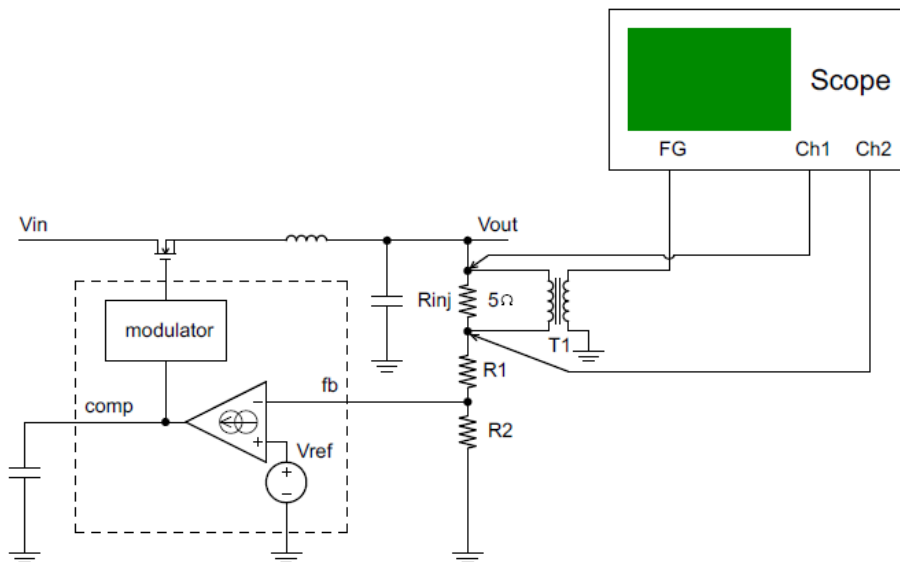 Scope
FG
Ch1
Ch2
Vin
Vout
Rinj
5Ω
T1
modulator
R1
fb
comp
R2
Vref
−
+
+
−